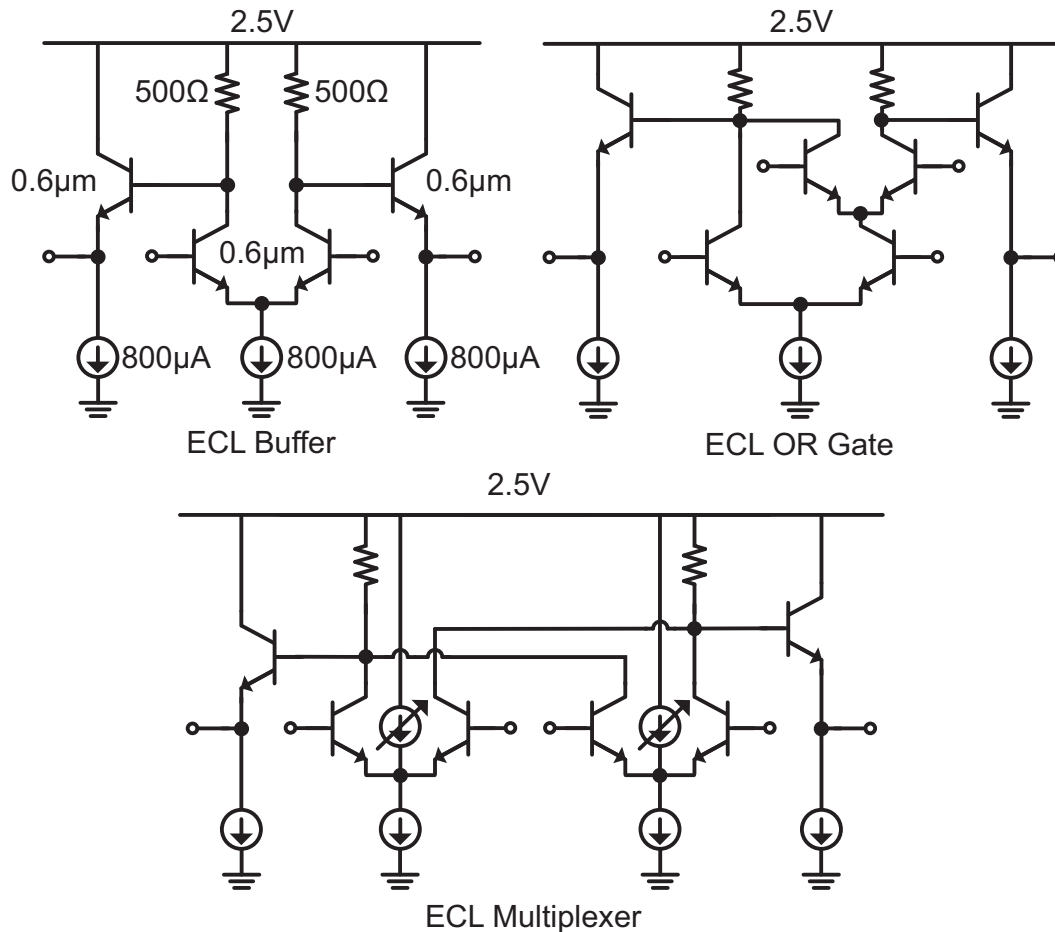 2.5V
2.5V
500Ω
500Ω
0.6μm
0.6μm
0.6μm
800μA
800μA
800μA
ECL Buffer
ECL OR Gate
2.5V
ECL Multiplexer